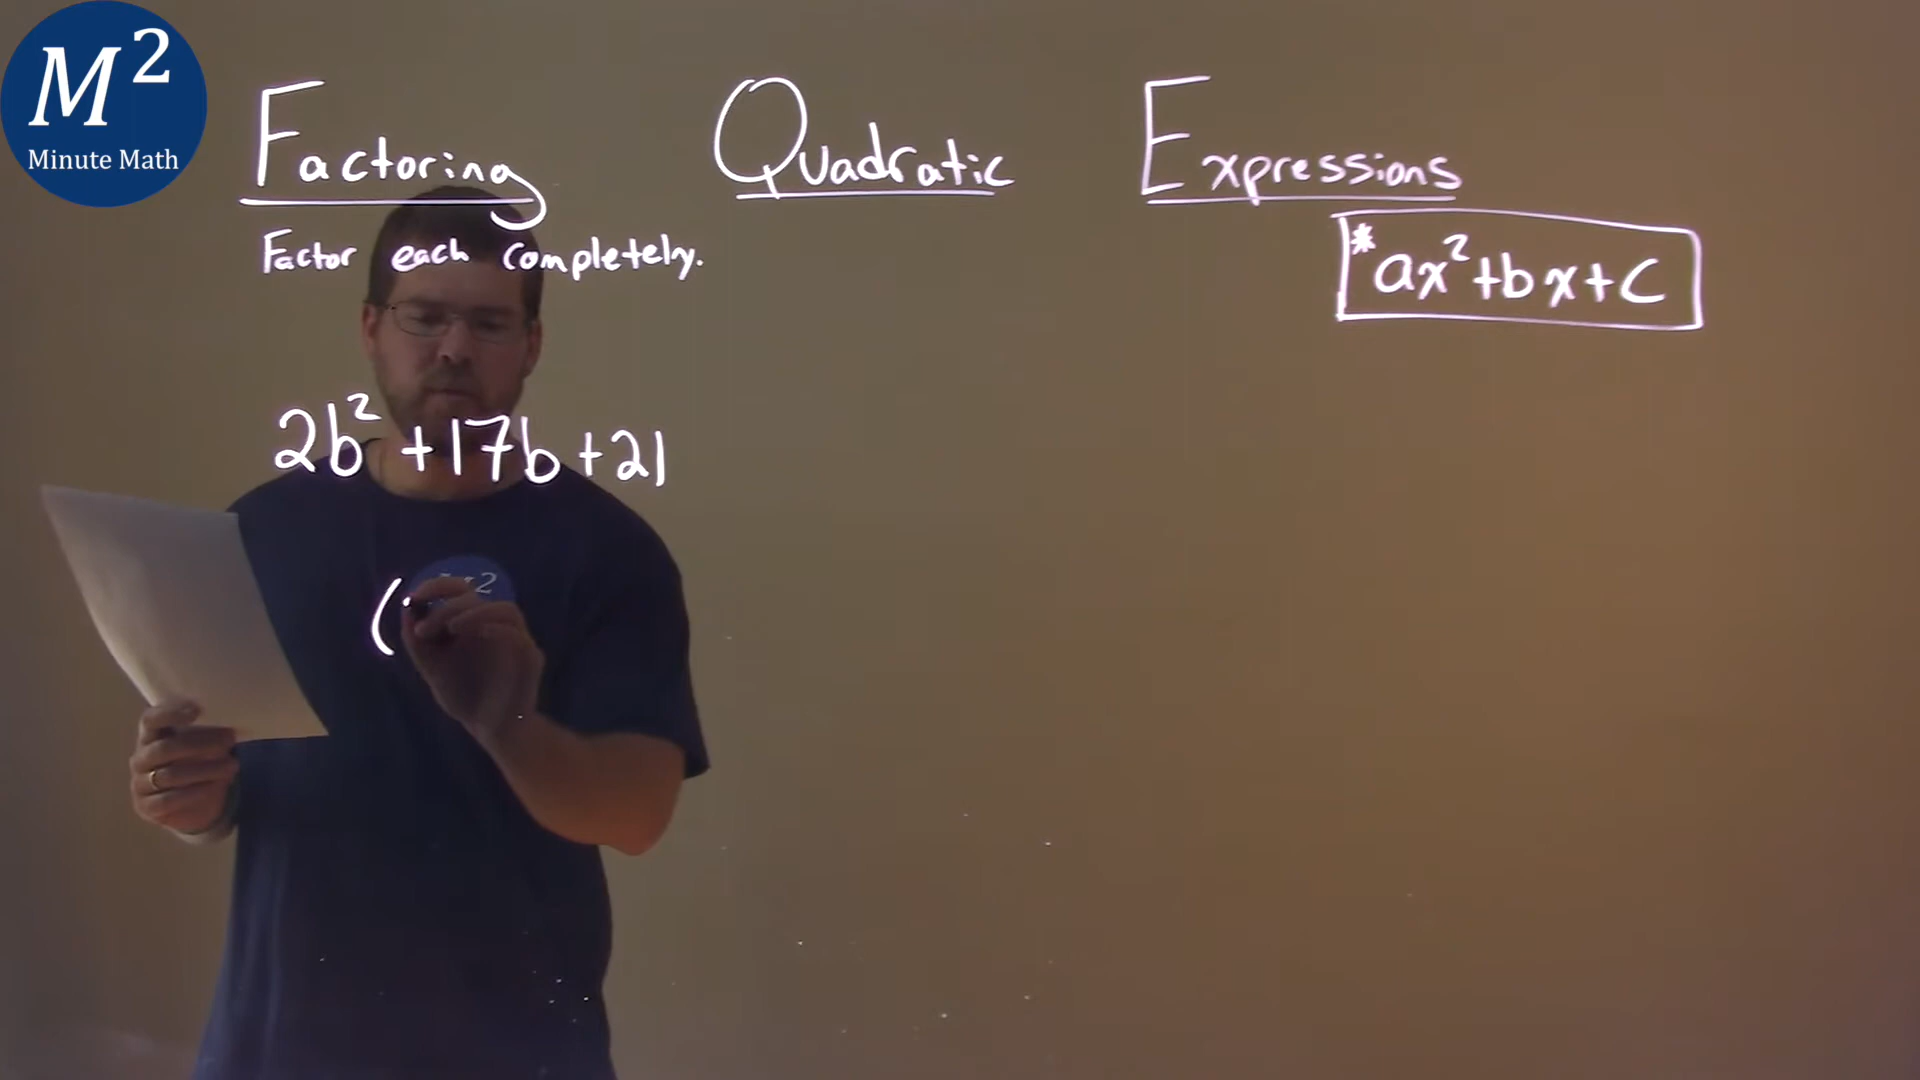 M²
Minute Math
Factoring Quadratic Expressions
Factor each completely.
*ax²+bx+c
2b²+17b+21
(